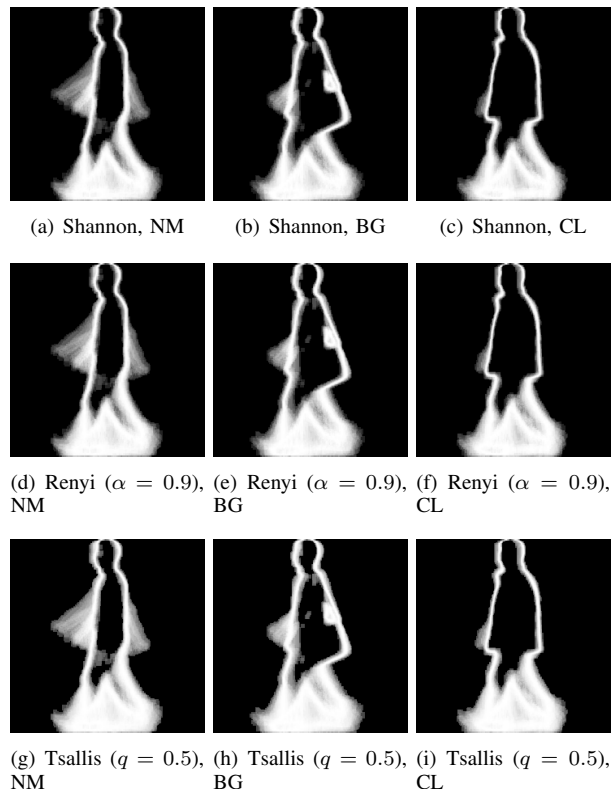 (a) Shannon, NM
(b) Shannon, BG
(c) Shannon, CL
(d) Renyi (α = 0.9),
NM
(e) Renyi (α = 0.9),
BG
(f) Renyi (α = 0.9),
CL
(g) Tsallis (q = 0.5),
NM
(h) Tsallis (q = 0.5),
BG
(i) Tsallis (q = 0.5),
CL